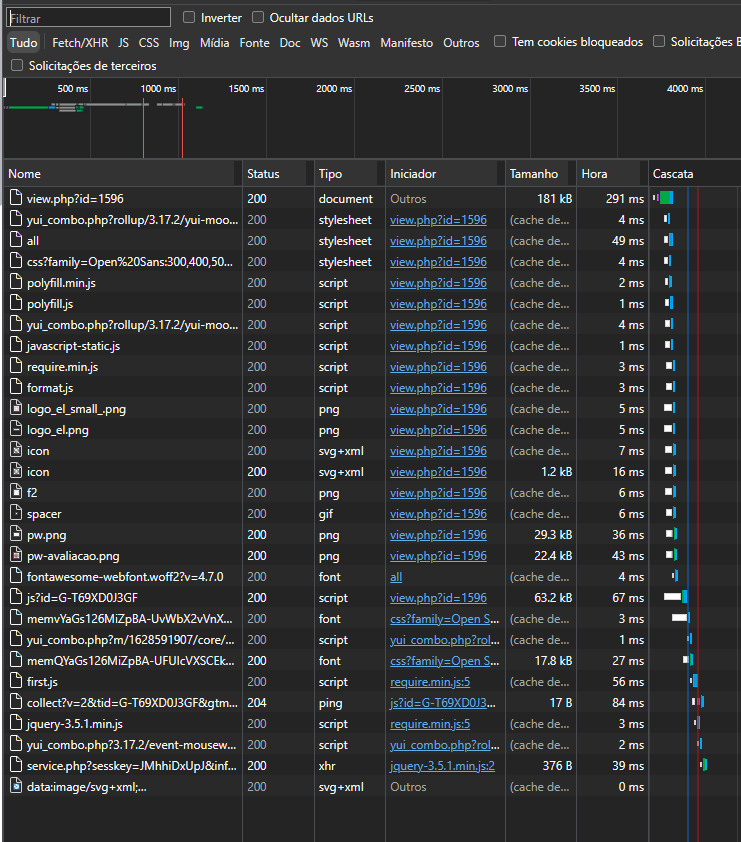 Filtrar Inverter Ocultar dados URLs
Tudo Fetch/XHR JS CSS Img Mídia Fonte Doc WS Wasm Manifesto Outros Tem cookies bloqueados Solicitações B
Solicitações de terceiros
500 ms 1000 ms 1500 ms 2000 ms 2500 ms 3000 ms 3500 ms 4000 ms
Nome Status Tipo Iniciador Tamanho Hora Cascata
view.php?id=1596 200 document Outros 181 kB 291 ms
yui_combo.php?rollup/3.17.2/yui-moo... 200 stylesheet view.php?id=1596 (cache de... 4 ms
all 200 stylesheet view.php?id=1596 (cache de... 49 ms
css?family=Open%20Sans:300,400,50... 200 stylesheet view.php?id=1596 (cache de... 4 ms
polyfill.min.js 200 script view.php?id=1596 (cache de... 2 ms
polyfill.js 200 script view.php?id=1596 (cache de... 1 ms
yui_combo.php?rollup/3.17.2/yui-moo... 200 script view.php?id=1596 (cache de... 4 ms
javascript-static.js 200 script view.php?id=1596 (cache de... 1 ms
require.min.js 200 script view.php?id=1596 (cache de... 3 ms
format.js 200 script view.php?id=1596 (cache de... 3 ms
logo_el_small_.png 200 png view.php?id=1596 (cache de... 5 ms
logo_el.png 200 png view.php?id=1596 (cache de... 5 ms
icon 200 svg+xml view.php?id=1596 (cache de... 7 ms
icon 200 svg+xml view.php?id=1596 1.2 kB 16 ms
f2 200 png view.php?id=1596 (cache de... 6 ms
spacer 200 gif view.php?id=1596 (cache de... 6 ms
pw.png 200 png view.php?id=1596 29.3 kB 36 ms
pw-avaliacao.png 200 png view.php?id=1596 22.4 kB 43 ms
fontawesome-webfont.woff2?v=4.7.0 200 font all (cache de... 4 ms
js?id=G-T69XD0J3GF 200 script view.php?id=1596 63.2 kB 67 ms
memvYaGs126MiZpBA-UvWbX2vVnX... 200 font css?family=Open S... (cache de... 3 ms
yui_combo.php?m/1628591907/core/... 200 script yui_combo.php?rol... (cache de... 1 ms
memQYaGs126MiZpBA-UFUIcVXSCEk... 200 font css?family=Open S... 17.8 kB 27 ms
first.js 200 script require.min.js:5 (cache de... 56 ms
collect?v=2&tid=G-T69XD0J3GF&gtm... 204 ping js?id=G-T69XD0J3... 17 B 84 ms
jquery-3.5.1.min.js 200 script require.min.js:5 (cache de... 3 ms
yui_combo.php?3.17.2/event-mousew... 200 script yui_combo.php?rol... (cache de... 2 ms
service.php?sesskey=JMhhiDxUpJ&inf... 200 xhr jquery-3.5.1.min.js:2 376 B 39 ms
data:image/svg+xml;... 200 svg+xml Outros (cache de... 0 ms